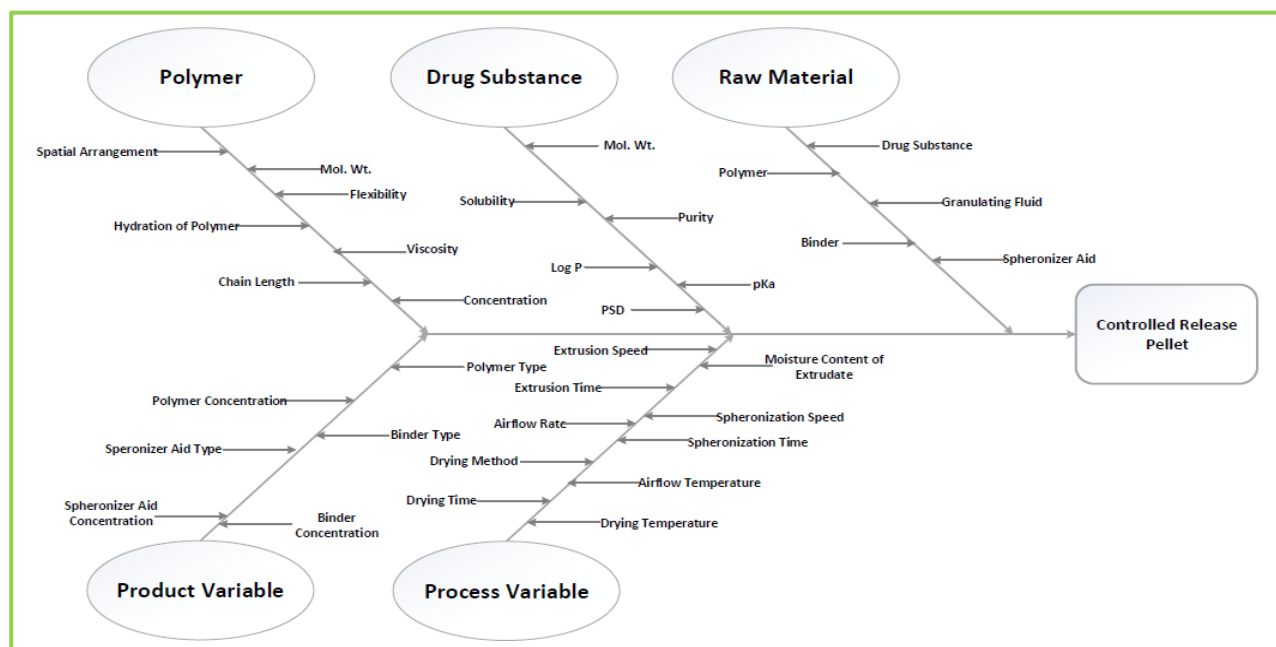 Polymer
Drug Substance
Raw Material
Spatial Arrangement
Mol. Wt.
Flexibility
Hydration of Polymer
Viscosity
Chain Length
Concentration
Mol. Wt.
Solubility
Purity
Log P
pKa
PSD
Drug Substance
Polymer
Granulating Fluid
Binder
Spheronizer Aid
Controlled Release
Pellet
Polymer Type
Polymer Concentration
Binder Type
Speronizer Aid Type
Spheronizer Aid
Concentration
Binder
Concentration
Extrusion Speed
Moisture Content of
Extrudate
Extrusion Time
Spheronization Speed
Airflow Rate
Spheronization Time
Drying Method
Airflow Temperature
Drying Time
Drying Temperature
Product Variable
Process Variable